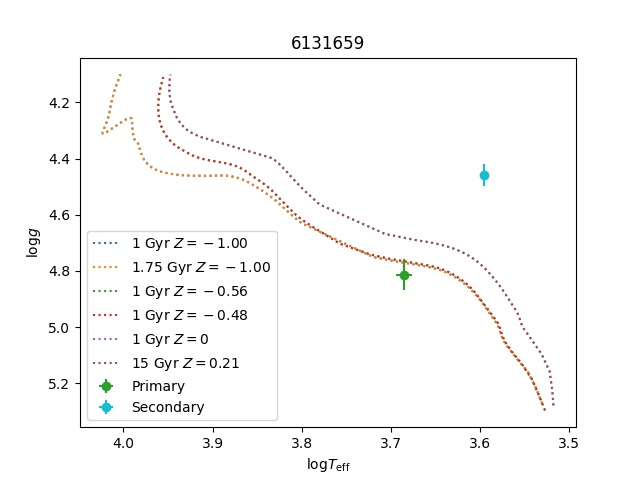 6131659
4.2
4.4
4.6
4.8
5.0
5.2
log g
1 Gyr Z = −1.00
1.75 Gyr Z = −1.00
1 Gyr Z = −0.56
1 Gyr Z = −0.48
1 Gyr Z = 0
15 Gyr Z = 0.21
Primary
Secondary
4.0 3.9 3.8 3.7 3.6 3.5
log T_eff